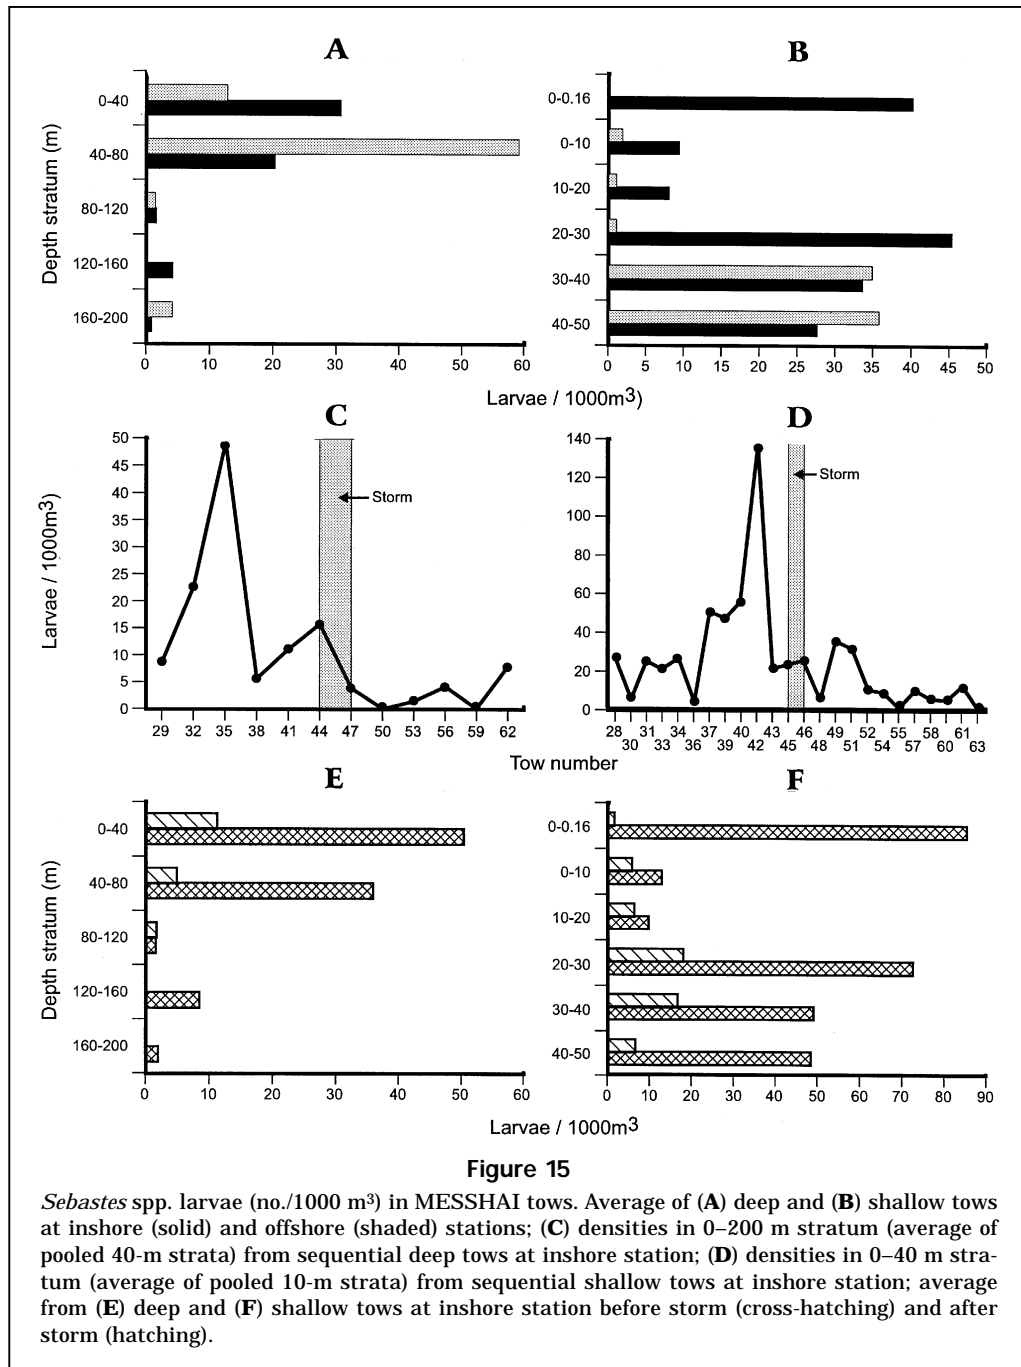 A
Depth stratum (m)
0-40
40-80
80-120
120-160
160-200
0 10 20 30 40 50 60
B
0-0.16
0-10
10-20
20-30
30-40
40-50
0 5 10 15 20 25 30 35 40 45 50
Larvae / 1000m3)
C
Larvae / 1000m3)
50
45
40
35
30
25
20
15
10
5
0
Storm
29 32 35 38 41 44 47 50 53 56 59 62
D
140
120
100
80
60
40
20
0
Storm
28 31 34 37 40 43 46 49 52 55 58 61
30 33 36 39 42 45 48 51 54 57 60 63
Tow number
E
Depth stratum (m)
0-40
40-80
80-120
120-160
160-200
0 10 20 30 40 50 60
F
0-0.16
0-10
10-20
20-30
30-40
40-50
0 10 20 30 40 50 60 70 80 90
Larvae / 1000m3
Figure 15
Sebastes spp. larvae (no./1000 m³) in MESSHAI tows. Average of (A) deep and (B) shallow tows
at inshore (solid) and offshore (shaded) stations; (C) densities in 0–200 m stratum (average of
pooled 40-m strata) from sequential deep tows at inshore station; (D) densities in 0–40 m stra-
tum (average of pooled 10-m strata) from sequential shallow tows at inshore station; average
from (E) deep and (F) shallow tows at inshore station before storm (cross-hatching) and after
storm (hatching).